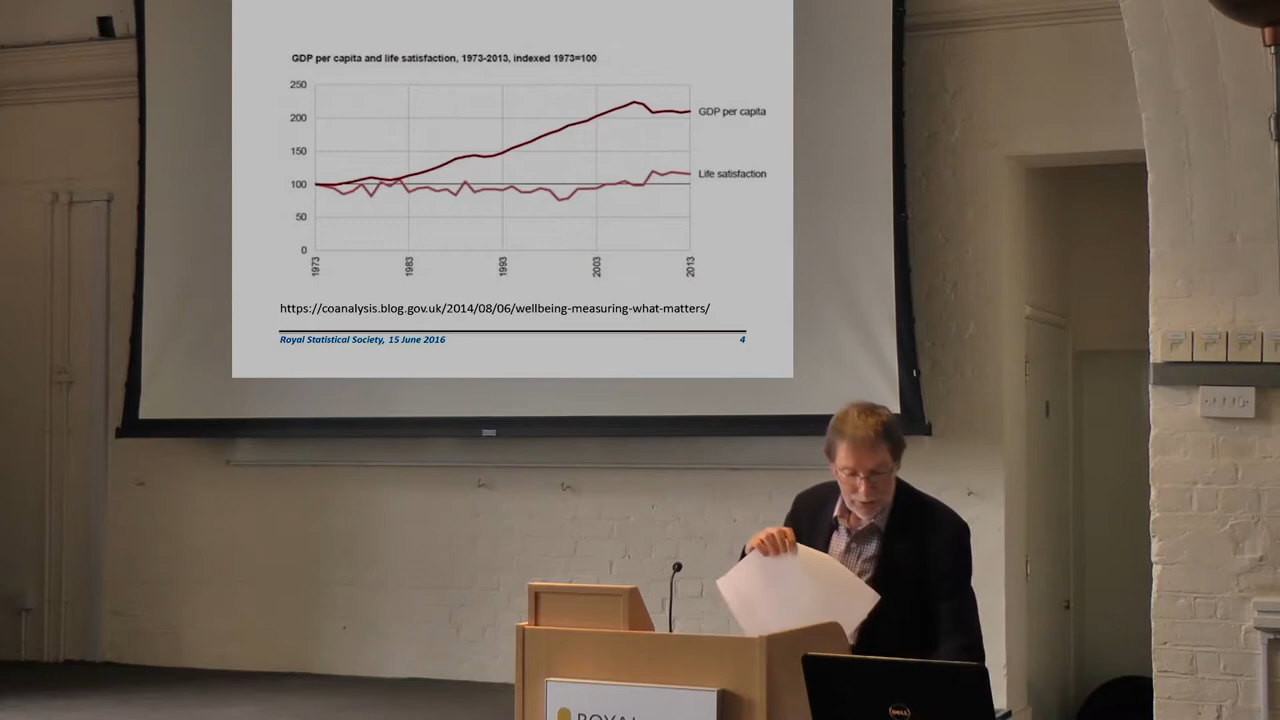 GDP per capita and life satisfaction, 1973-2013, indexed 1973=100
250
200
150
100
50
0
GDP per capita
Life satisfaction
1973
1983
1993
2003
2013
https://coanalysis.blog.gov.uk/2014/08/06/wellbeing-measuring-what-matters/
Royal Statistical Society, 15 June 2016
4
ROYAL
DELL